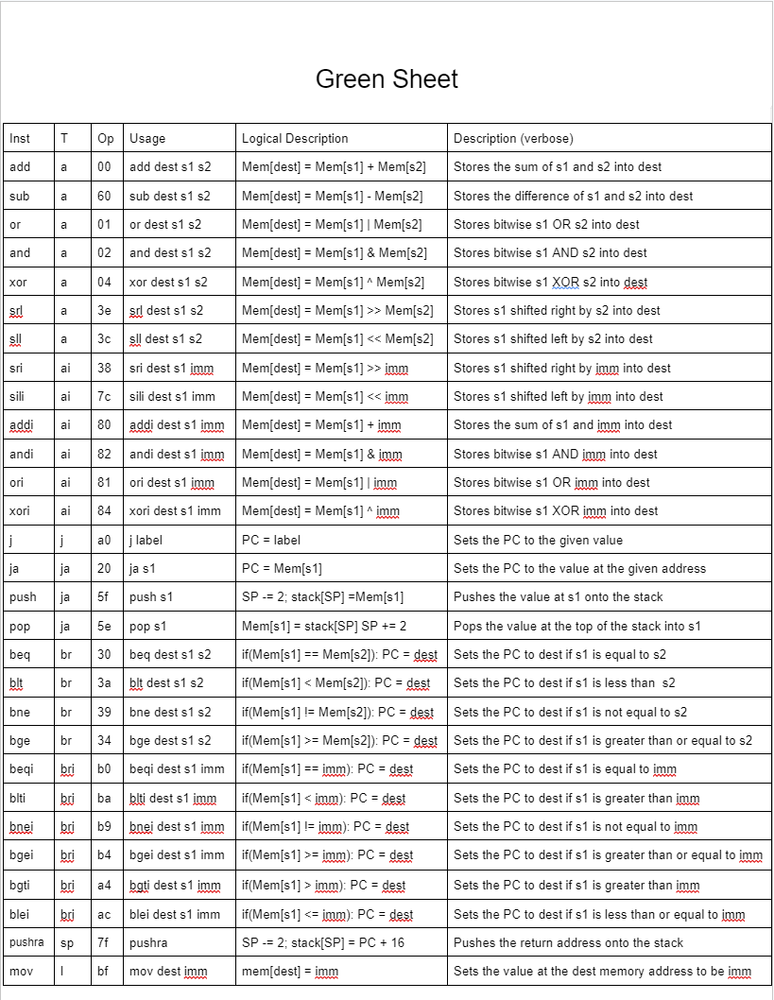 Green Sheet
Inst T Op Usage Logical Description Description (verbose)
add a 00 add dest s1 s2 Mem[dest] = Mem[s1] + Mem[s2] Stores the sum of s1 and s2 into dest
sub a 60 sub dest s1 s2 Mem[dest] = Mem[s1] - Mem[s2] Stores the difference of s1 and s2 into dest
or a 01 or dest s1 s2 Mem[dest] = Mem[s1] | Mem[s2] Stores bitwise s1 OR s2 into dest
and a 02 and dest s1 s2 Mem[dest] = Mem[s1] & Mem[s2] Stores bitwise s1 AND s2 into dest
xor a 04 xor dest s1 s2 Mem[dest] = Mem[s1] ^ Mem[s2] Stores bitwise s1 XOR s2 into dest
srl a 3e srl dest s1 s2 Mem[dest] = Mem[s1] >> Mem[s2] Stores s1 shifted right by s2 into dest
sll a 3c sll dest s1 s2 Mem[dest] = Mem[s1] << Mem[s2] Stores s1 shifted left by s2 into dest
sri ai 38 sri dest s1 imm Mem[dest] = Mem[s1] >> imm Stores s1 shifted right by imm into dest
sili ai 7c sili dest s1 imm Mem[dest] = Mem[s1] << imm Stores s1 shifted left by imm into dest
addi ai 80 addi dest s1 imm Mem[dest] = Mem[s1] + imm Stores the sum of s1 and imm into dest
andi ai 82 andi dest s1 imm Mem[dest] = Mem[s1] & imm Stores bitwise s1 AND imm into dest
ori ai 81 ori dest s1 imm Mem[dest] = Mem[s1] | imm Stores bitwise s1 OR imm into dest
xori ai 84 xori dest s1 imm Mem[dest] = Mem[s1] ^ imm Stores bitwise s1 XOR imm into dest
j j a0 j label PC = label Sets the PC to the given value
ja ja 20 ja s1 PC = Mem[s1] Sets the PC to the value at the given address
push ja 5f push s1 SP -= 2; stack[SP] =Mem[s1] Pushes the value at s1 onto the stack
pop ja 5e pop s1 Mem[s1] = stack[SP] SP += 2 Pops the value at the top of the stack into s1
beq br 30 beq dest s1 s2 if(Mem[s1] == Mem[s2]): PC = dest Sets the PC to dest if s1 is equal to s2
blt br 3a blt dest s1 s2 if(Mem[s1] < Mem[s2]): PC = dest Sets the PC to dest if s1 is less than s2
bne br 39 bne dest s1 s2 if(Mem[s1] != Mem[s2]): PC = dest Sets the PC to dest if s1 is not equal to s2
bge br 34 bge dest s1 s2 if(Mem[s1] >= Mem[s2]): PC = dest Sets the PC to dest if s1 is greater than or equal to s2
beqi bri b0 beqi dest s1 imm if(Mem[s1] == imm): PC = dest Sets the PC to dest if s1 is equal to imm
blti bri ba blti dest s1 imm if(Mem[s1] < imm): PC = dest Sets the PC to dest if s1 is greater than imm
bnei bri b9 bnei dest s1 imm if(Mem[s1] != imm): PC = dest Sets the PC to dest if s1 is not equal to imm
bgei bri b4 bgei dest s1 imm if(Mem[s1] >= imm): PC = dest Sets the PC to dest if s1 is greater than or equal to imm
bgti bri a4 bgti dest s1 imm if(Mem[s1] > imm): PC = dest Sets the PC to dest if s1 is greater than imm
blei bri ac blei dest s1 imm if(Mem[s1] <= imm): PC = dest Sets the PC to dest if s1 is less than or equal to imm
pushra sp 7f pushra SP -= 2; stack[SP] = PC + 16 Pushes the return address onto the stack
mov l bf mov dest imm mem[dest] = imm Sets the value at the dest memory address to be imm